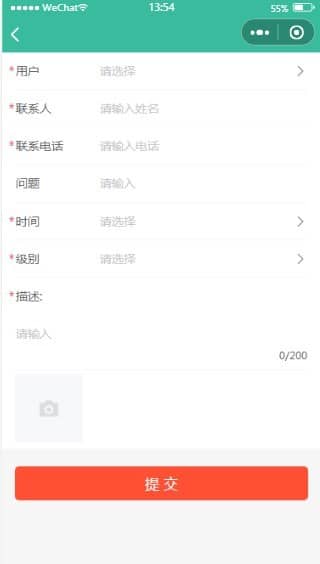 WeChat 13:54 55%
*用户 请选择
*联系人 请输入姓名
*联系电话 请输入电话
问题 请输入
*时间 请选择
*级别 请选择
*描述:
请输入
0/200
提交